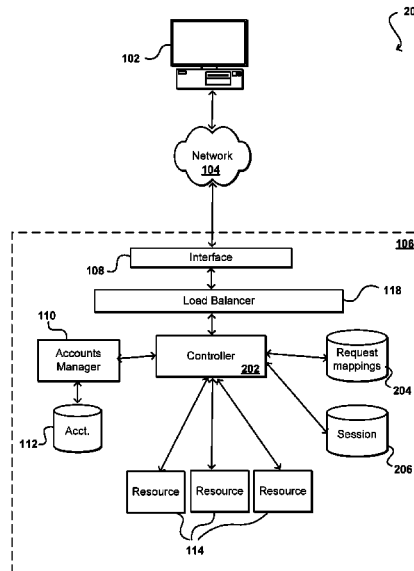 20
102
Network
104
106
Interface
108
Load Balancer
118
110
Accounts
Manager
Controller
202
Request
mappings
204
Acct.
112
Session
206
Resource
Resource
Resource
114